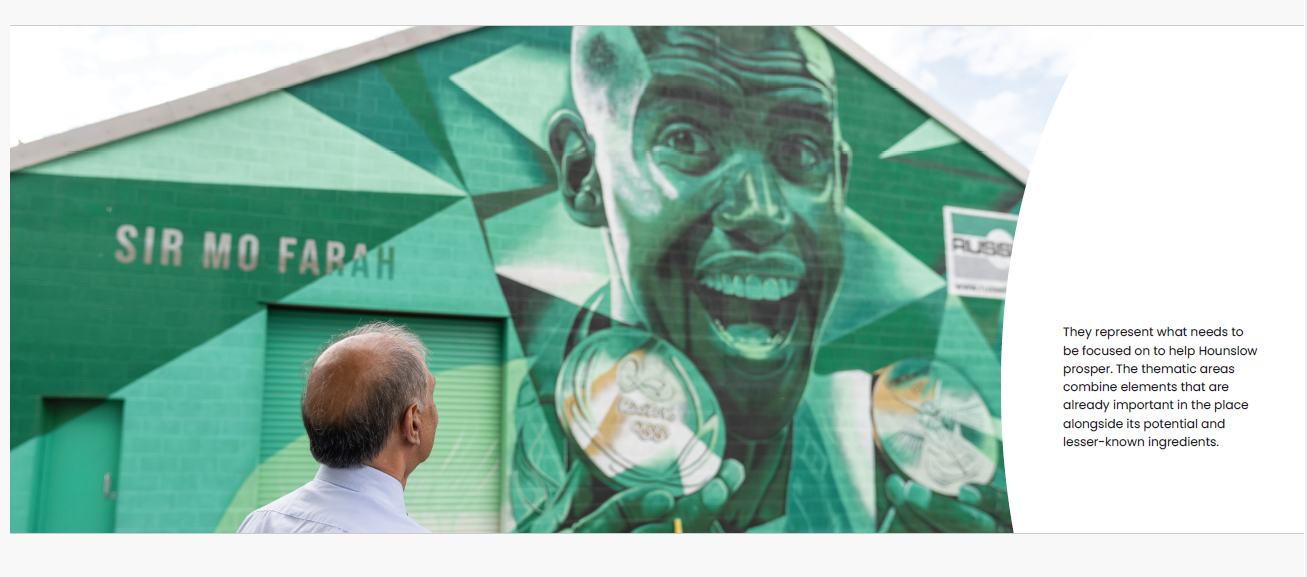 SIR MO FARAH
RUSS
They represent what needs to
be focused on to help Hounslow
prosper. The thematic areas
combine elements that are
already important in the place
alongside its potential and
lesser-known ingredients.